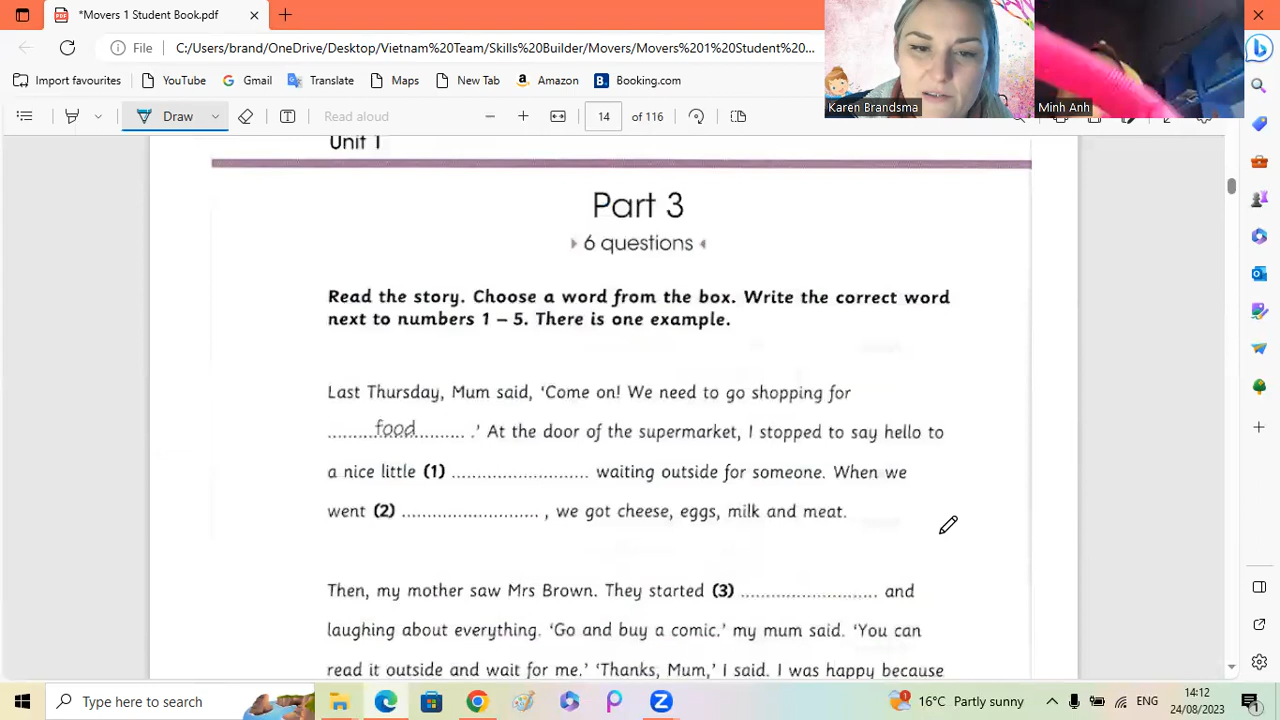 *Movers 1 Student Book.pdf
File
C:/Users/brand/OneDrive/Desktop/Vietnam%20Team/Skills%20Builder/Movers/Movers%201%20Student%20...
Import favourites
YouTube
Gmail
Translate
Maps
New Tab
Amazon
Booking.com
Draw
Read aloud
14 of 116
Karen Brandsma
Minh Anh
Unit 1
Part 3
6 questions
Read the story. Choose a word from the box. Write the correct word
next to numbers 1 – 5. There is one example.
Last Thursday, Mum said, ‘Come on! We need to go shopping for
...........food........... .’ At the door of the supermarket, I stopped to say hello to
a nice little (1) ........................... waiting outside for someone. When we
went (2) ........................... , we got cheese, eggs, milk and meat.
Then, my mother saw Mrs Brown. They started (3) ........................... and
laughing about everything. ‘Go and buy a comic.’ my mum said. ‘You can
read it outside and wait for me.’ ‘Thanks, Mum,’ I said. I was happy because
Type here to search
16°C Partly sunny
ENG
14:12
24/08/2023